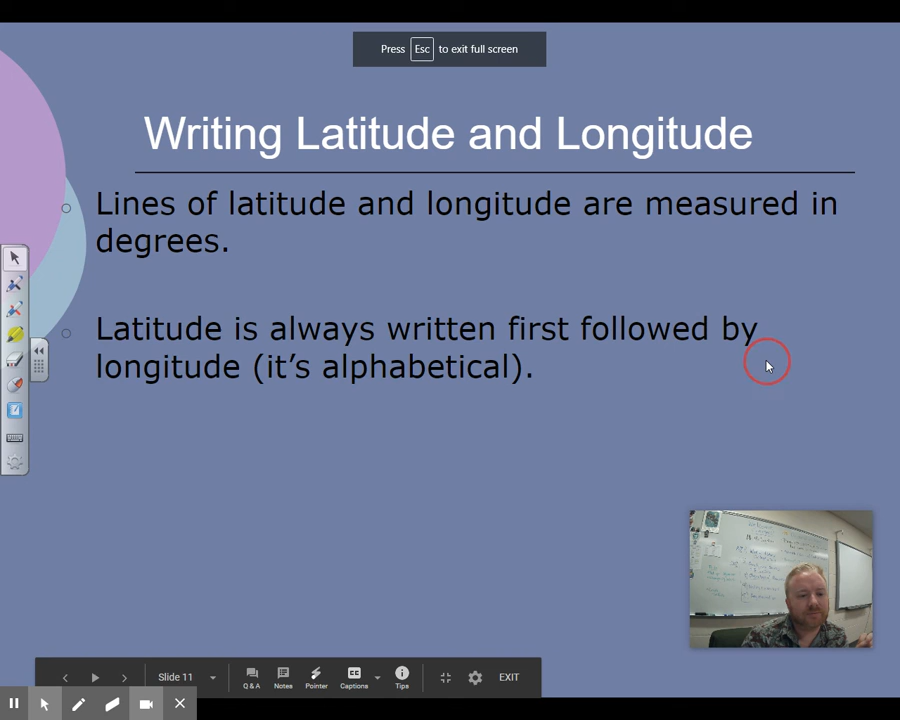 Press Esc to exit full screen
Writing Latitude and Longitude
Lines of latitude and longitude are measured in
degrees.
Latitude is always written first followed by
longitude (it's alphabetical).
Slide 11
Q & A
Notes
Pointer
Captions
Tips
EXIT
CC